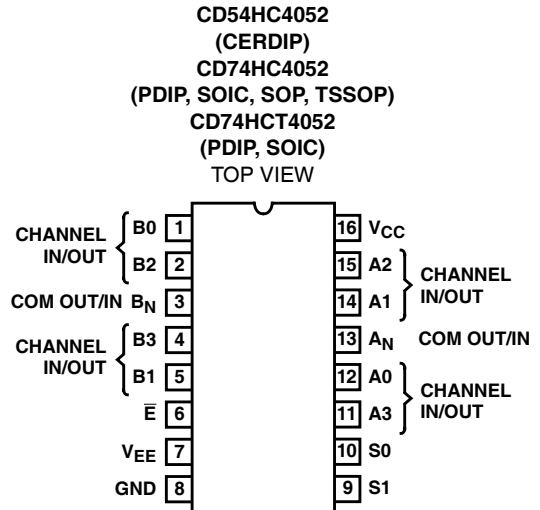 CD54HC4052
(CERDIP)
CD74HC4052
(PDIP, SOIC, SOP, TSSOP)
CD74HCT4052
(PDIP, SOIC)
TOP VIEW
CHANNEL
IN/OUT
B0 1
B2 2
COM OUT/IN BN 3
CHANNEL
IN/OUT
B3 4
B1 5
E̅ 6
VEE 7
GND 8
16 VCC
15 A2
14 A1
CHANNEL
IN/OUT
13 AN COM OUT/IN
12 A0
11 A3
CHANNEL
IN/OUT
10 S0
9 S1